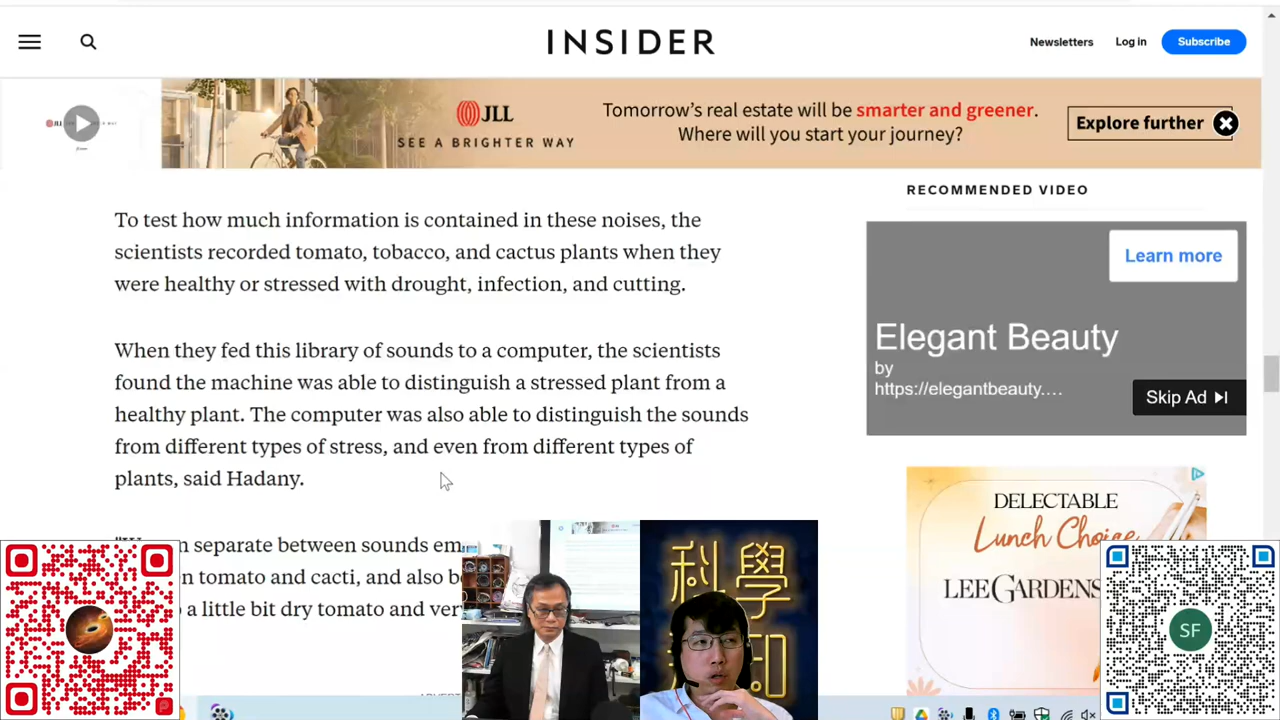 INSIDER
Newsletters
Log in
Subscribe
JLL
SEE A BRIGHTER WAY
Tomorrow's real estate will be smarter and greener.
Where will you start your journey?
Explore further
To test how much information is contained in these noises, the
scientists recorded tomato, tobacco, and cactus plants when they
were healthy or stressed with drought, infection, and cutting.
When they fed this library of sounds to a computer, the scientists
found the machine was able to distinguish a stressed plant from a
healthy plant. The computer was also able to distinguish the sounds
from different types of stress, and even from different types of
plants, said Hadany.
n separate between sounds em
n tomato and cacti, and also b
a little bit dry tomato and ver
RECOMMENDED VIDEO
Learn more
Elegant Beauty
by
https://elegantbeauty....
Skip Ad
DELECTABLE
Lunch Choice
LEE GARDENS
科學
知
SF